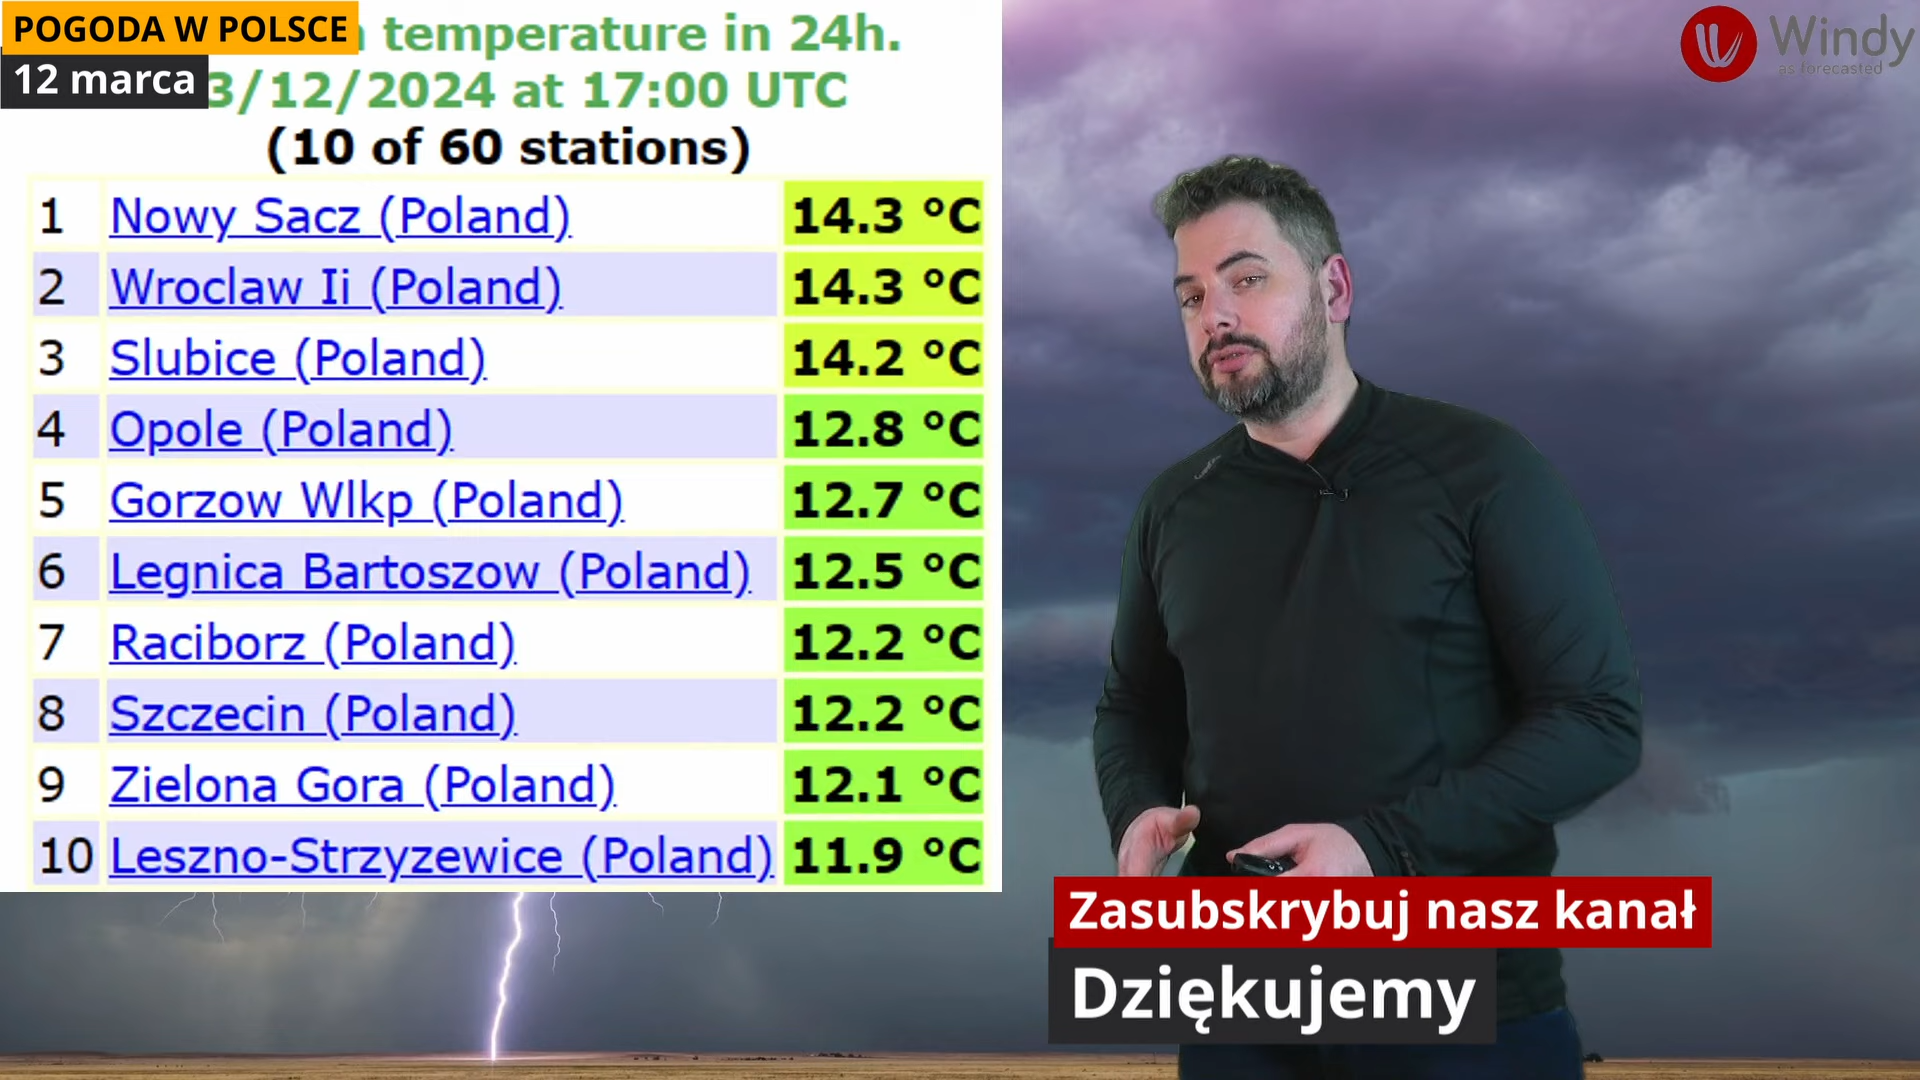 POGODA W POLSCE
12 marca
temperature in 24h.
3/12/2024 at 17:00 UTC
(10 of 60 stations)
1 Nowy Sacz (Poland) 14.3 °C
2 Wroclaw Ii (Poland) 14.3 °C
3 Slubice (Poland) 14.2 °C
4 Opole (Poland) 12.8 °C
5 Gorzow Wlkp (Poland) 12.7 °C
6 Legnica Bartoszow (Poland) 12.5 °C
7 Raciborz (Poland) 12.2 °C
8 Szczecin (Poland) 12.2 °C
9 Zielona Gora (Poland) 12.1 °C
10 Leszno-Strzyzewice (Poland) 11.9 °C
Windy
as forecasted
Zasubskrybuj nasz kanał
Dziękujemy